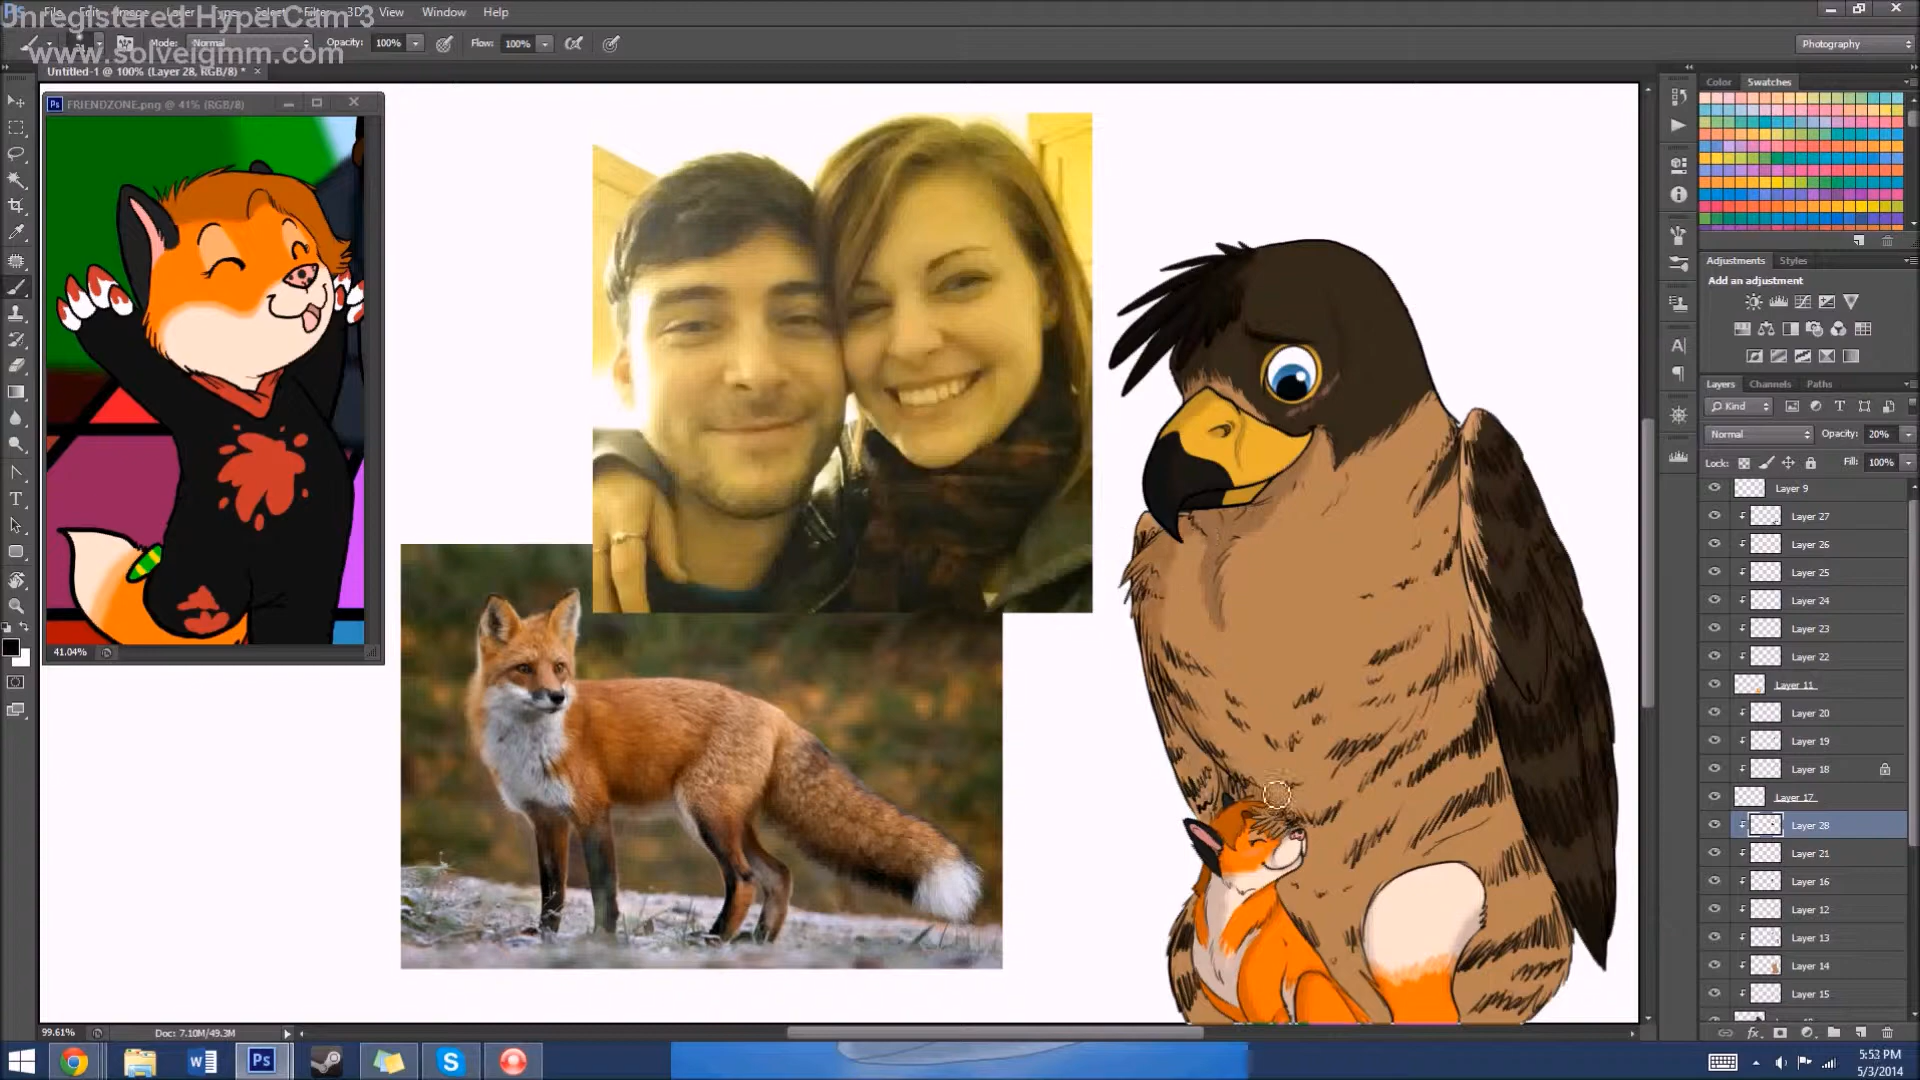 Unregistered HyperCam 3
www.solveigmm.com
View Window Help
Mode: Normal Opacity: 100% Flow: 100% Photography
Untitled-1 @ 100% (Layer 28, RGB/8) *
FRIENDZONE.png @ 41% (RGB/8)
41.04%
Color Swatches
Adjustments Styles
Add an adjustment
Layers Channels Paths
Kind
Normal Opacity: 20%
Lock: Fill: 100%
Layer 9
Layer 27
Layer 26
Layer 25
Layer 24
Layer 23
Layer 22
Layer 11
Layer 20
Layer 19
Layer 18
Layer 17
Layer 28
Layer 21
Layer 16
Layer 12
Layer 13
Layer 14
Layer 15
99.61% Doc: 7.10M/49.3M
5:53 PM
5/3/2014